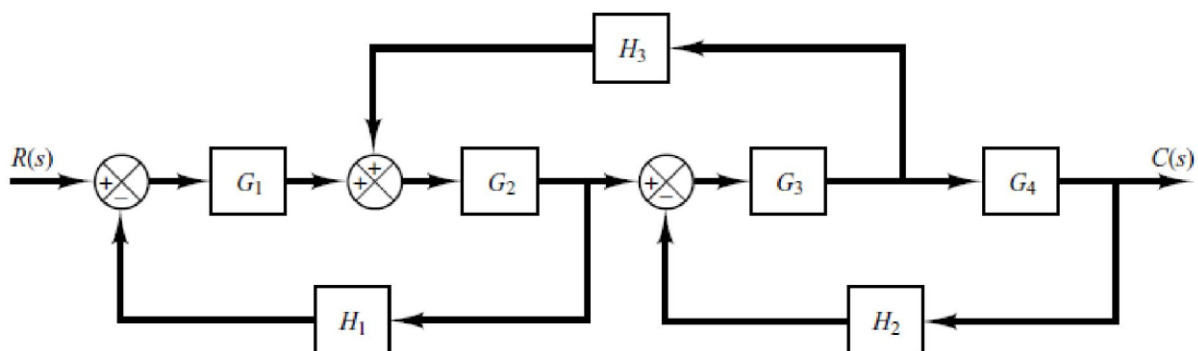 H₃
R(s) + − G₁ + + G₂ + − G₃ G₄ C(s)
H₁ H₂